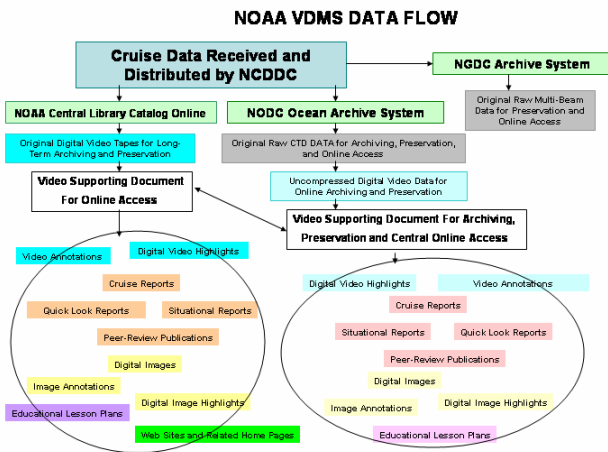 NOAA VDMS DATA FLOW
Cruise Data Received and
Distributed by NCDDC
NGDC Archive System
Original Raw Multi-Beam
Data for Preservation and
Online Access
NOAA Central Library Catalog Online
NODC Ocean Archive System
Original Digital Video Tapes for Long-
Term Archiving and Preservation
Original Raw CTD DATA for Archiving, Preservation,
and Online Access
Video Supporting Document
For Online Access
Uncompressed Digital Video Data for
Online Archiving and Preservation
Video Supporting Document For Archiving,
Preservation and Central Online Access
Video Annotations
Digital Video Highlights
Cruise Reports
Quick Look Reports
Situational Reports
Peer-Review Publications
Digital Images
Image Annotations
Digital Image Highlights
Educational Lesson Plans
Web Sites and Related Home Pages
Digital Video Highlights
Video Annotations
Cruise Reports
Situational Reports
Quick Look Reports
Peer-Review Publications
Digital Images
Image Annotations
Digital Image Highlights
Educational Lesson Plans